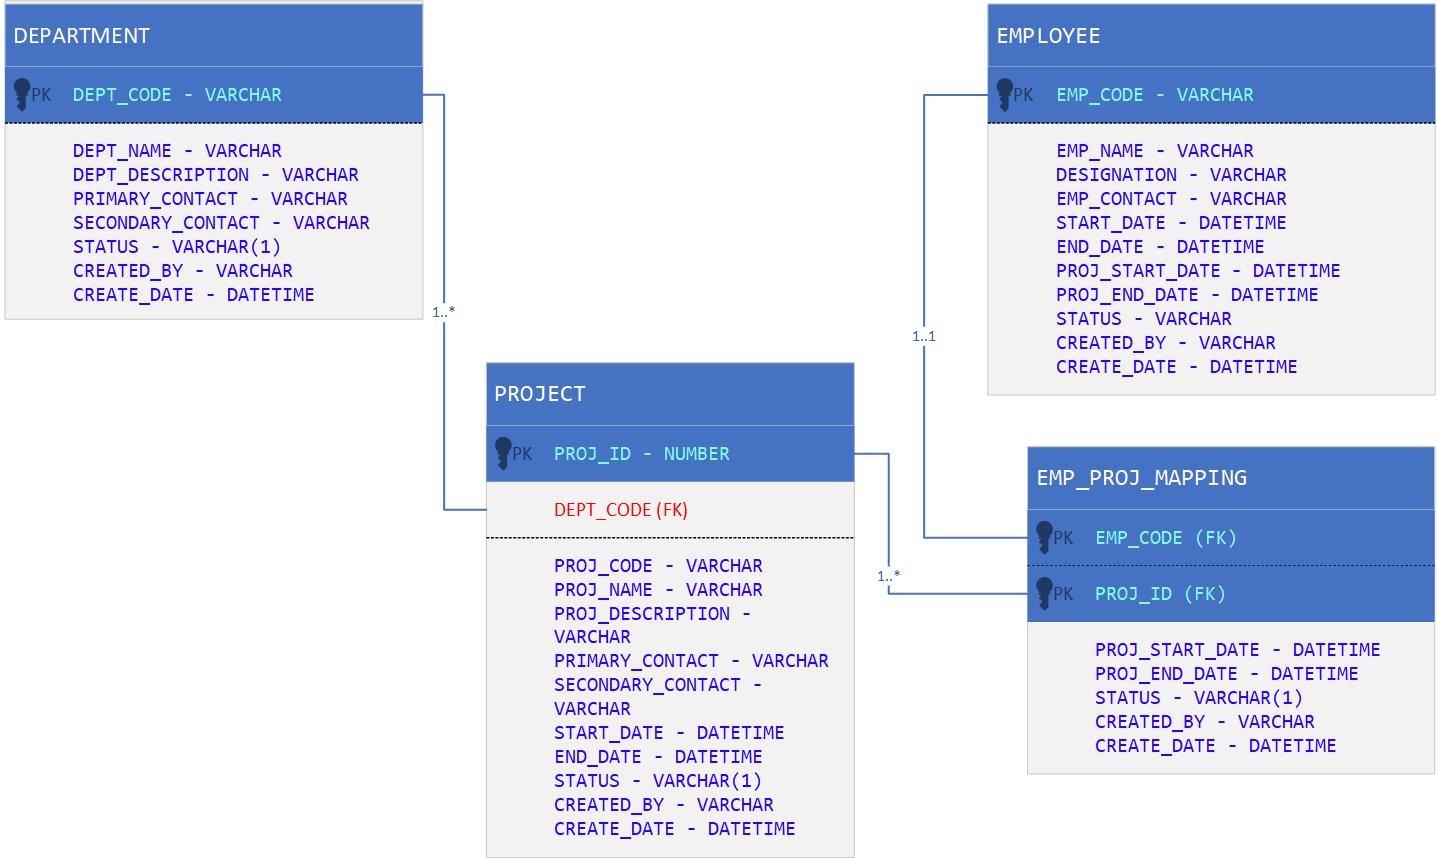 DEPARTMENT
PK DEPT_CODE - VARCHAR
DEPT_NAME - VARCHAR
DEPT_DESCRIPTION - VARCHAR
PRIMARY_CONTACT - VARCHAR
SECONDARY_CONTACT - VARCHAR
STATUS - VARCHAR(1)
CREATED_BY - VARCHAR
CREATE_DATE - DATETIME
1..*
PROJECT
PK PROJ_ID - NUMBER
DEPT_CODE (FK)
PROJ_CODE - VARCHAR
PROJ_NAME - VARCHAR
PROJ_DESCRIPTION -
VARCHAR
PRIMARY_CONTACT - VARCHAR
SECONDARY_CONTACT -
VARCHAR
START_DATE - DATETIME
END_DATE - DATETIME
STATUS - VARCHAR(1)
CREATED_BY - VARCHAR
CREATE_DATE - DATETIME
1..*
EMPLOYEE
PK EMP_CODE - VARCHAR
EMP_NAME - VARCHAR
DESIGNATION - VARCHAR
EMP_CONTACT - VARCHAR
START_DATE - DATETIME
END_DATE - DATETIME
PROJ_START_DATE - DATETIME
PROJ_END_DATE - DATETIME
STATUS - VARCHAR
CREATED_BY - VARCHAR
CREATE_DATE - DATETIME
1..1
EMP_PROJ_MAPPING
PK EMP_CODE (FK)
PK PROJ_ID (FK)
PROJ_START_DATE - DATETIME
PROJ_END_DATE - DATETIME
STATUS - VARCHAR(1)
CREATED_BY - VARCHAR
CREATE_DATE - DATETIME